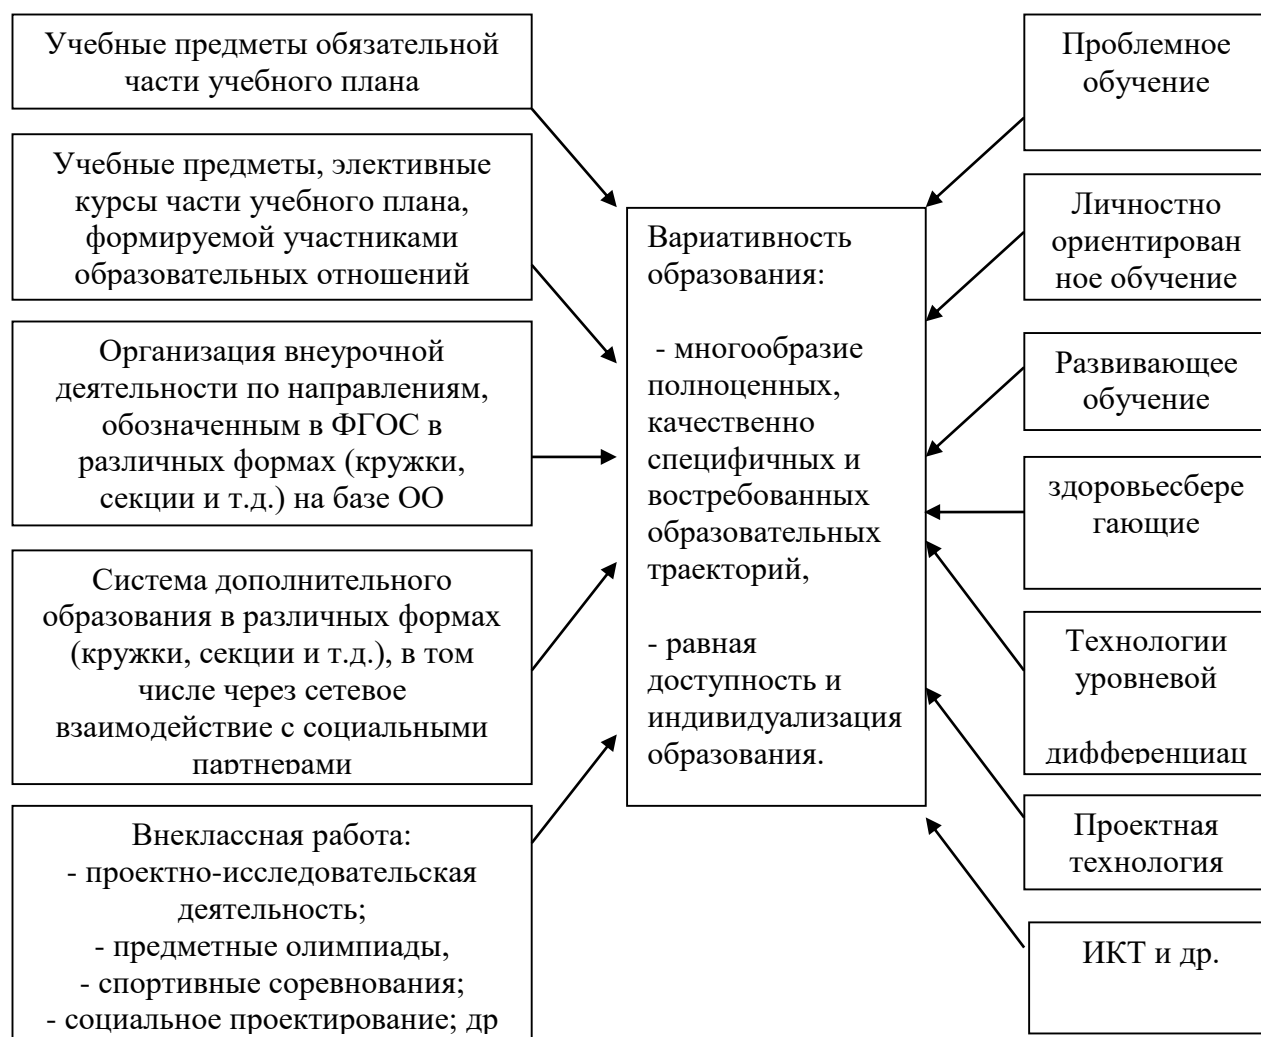 Учебные предметы обязательной
части учебного плана
Учебные предметы, элективные
курсы части учебного плана,
формируемой участниками
образовательных отношений
Организация внеурочной
деятельности по направлениям,
обозначенным в ФГОС в
различных формах (кружки,
секции и т.д.) на базе ОО
Система дополнительного
образования в различных формах
(кружки, секции и т.д.), в том
числе через сетевое
взаимодействие с социальными
партнерами
Внеклассная работа:
- проектно-исследовательская
деятельность;
- предметные олимпиады,
- спортивные соревнования;
- социальное проектирование; др
Вариативность
образования:
- многообразие
полноценных,
качественно
специфичных и
востребованных
образовательных
траекторий,
- равная
доступность и
индивидуализация
образования.
Проблемное
обучение
Личностно
ориентирован
ное обучение
Развивающее
обучение
здоровьесбере
гающие
Технологии
уровневой
дифференциац
Проектная
технология
ИКТ и др.